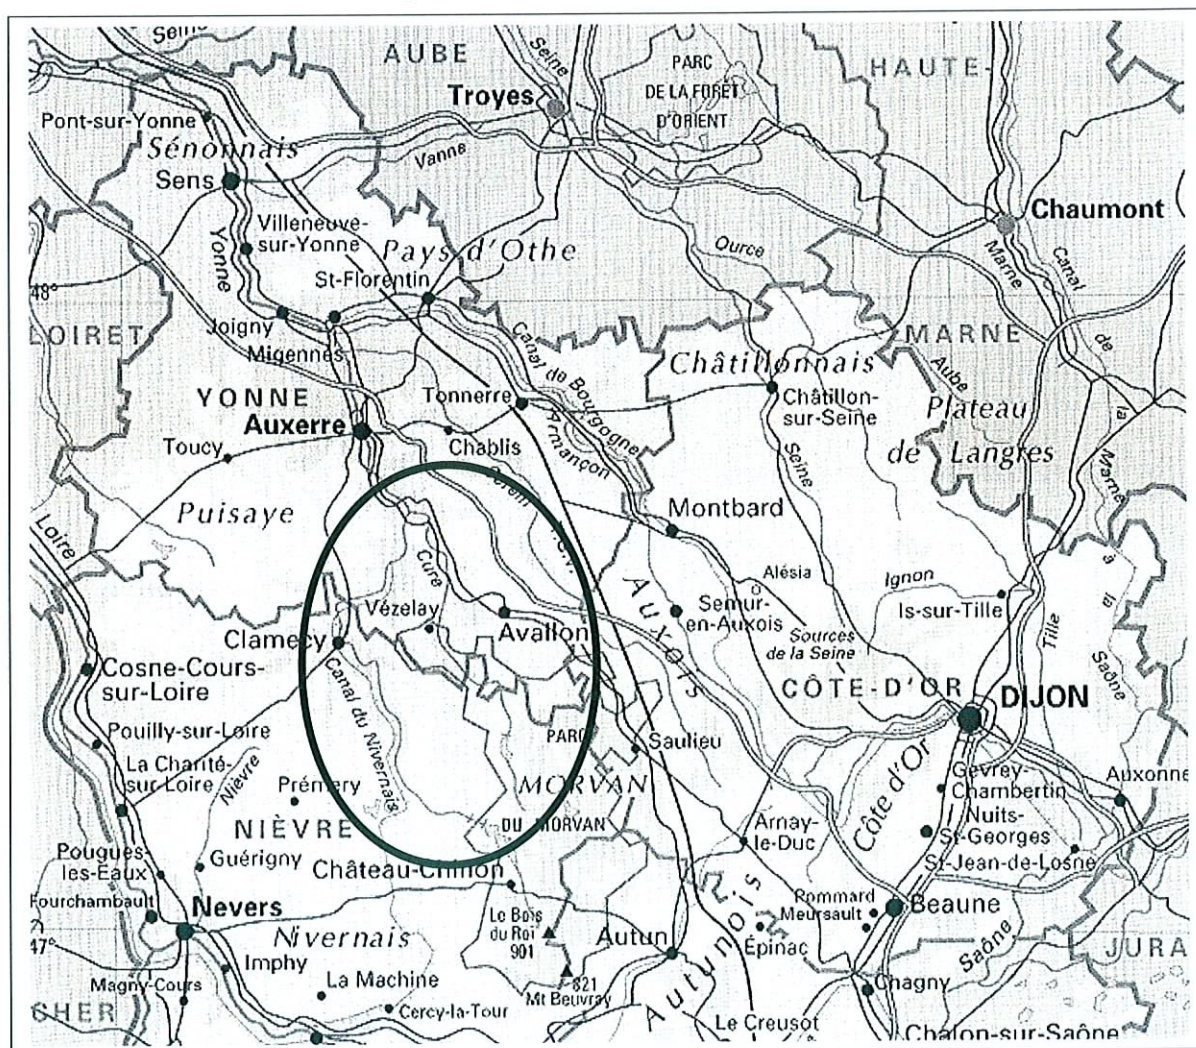 Seine
AUBE
Seine
PARC
DE LA FORÊT
D'ORIENT
HAUTE-
Troyes
Pont-sur-Yonne
Sénonnais
Vanne
Sens
Chaumont
Villeneuve-
sur-Yonne
Pays d'Othe
Ource
Marne
Canal
Yonne
St-Florentin
48°
LOIRET
Joigny
Migennes
MARNE
de
Canal de Bourgogne
Châtillonnais
Aube
YONNE
Tonnerre
Châtillon-
sur-Seine
Plateau
la
Auxerre
Chablis
Armançon
de Langres
Marne
Toucy
Serein
Seine
Puisaye
Montbard
Loire
Cure
Alésia
Ignon
à
Auxois
Semur-
en-Auxois
Is-sur-Tille
la
Vézelay
Avallon
Sources
de la Seine
Tille
Clamecy
Saône
Cosne-Cours-
sur-Loire
Canal du Nivernais
CÔTE-D'OR
DIJON
Pouilly-sur-Loire
PARC
Saulieu
La Charité-
sur-Loire
Nièvre
Prémery
MORVAN
Côte d'Or
Gevrey-
Chambertin
Auxonne
NIÈVRE
DU MORVAN
Arnay-
le-Duc
Nuits-
St-Georges
Pougues-
les-Eaux
Guérigny
Château-Chinon
St-Jean-de-Losne
Fourchambault
Pommard
Meursault
Beaune
Nevers
Le Bois
du Roi
901
Autun
Autunois
Épinac
Saône
47°
Nivernais
JURA
Imphy
Magny-Cours
La Machine
821
Mt Beuvray
Chagny
CHER
Cercy-la-Tour
Le Creusot
Chalon-sur-Saône